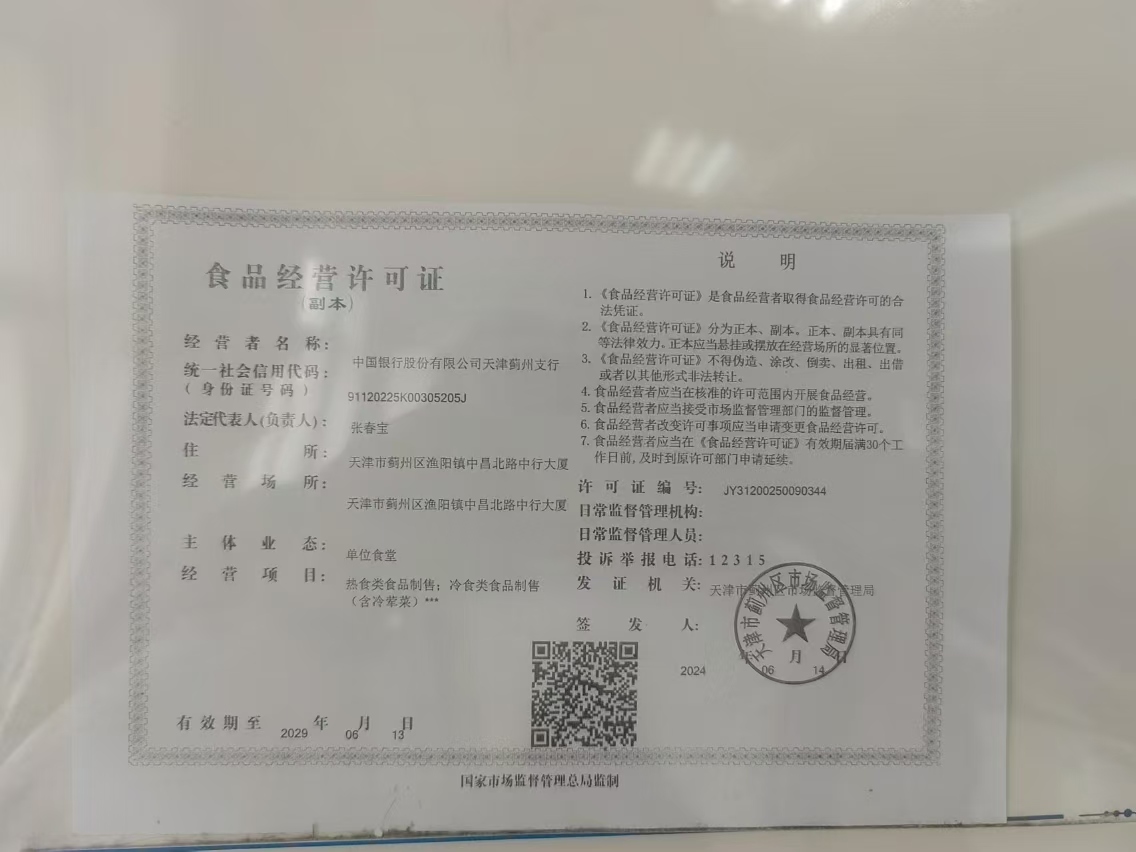 食品经营许可证
(副本)
经营者名称:
中国银行股份有限公司天津蓟州支行
统一社会信用代码:
(身份证号码)
91120225K00305205J
法定代表人(负责人):
张春宝
住所:
天津市蓟州区渔阳镇中昌北路中行大厦
经营场所:
天津市蓟州区渔阳镇中昌北路中行大厦
主体业态:
单位食堂
经营项目:
热食类食品制售;冷食类食品制售
(含冷荤菜)***
有效期至 2029 年 06 月 13 日
说明
1.《食品经营许可证》是食品经营者取得食品经营许可的合
法凭证。
2.《食品经营许可证》分为正本、副本。正本、副本具有同
等法律效力。正本应当悬挂或摆放在经营场所的显著位置。
3.《食品经营许可证》不得伪造、涂改、倒卖、出租、出借
或者以其他形式非法转让。
4.食品经营者应当在核准的许可范围内开展食品经营。
5.食品经营者应当接受市场监督管理部门的监督管理。
6.食品经营者改变许可事项应当申请变更食品经营许可。
7.食品经营者应当在《食品经营许可证》有效期届满30个工
作日前,及时到原许可部门申请延续。
许可证编号: JY31200250090344
日常监督管理机构:
日常监督管理人员:
投诉举报电话:12315
发证机关: 天津市蓟州区市场监督管理局
签发人:
天津市蓟州区市场监督管理局
2024 年 06 月 14 日
国家市场监督管理总局监制